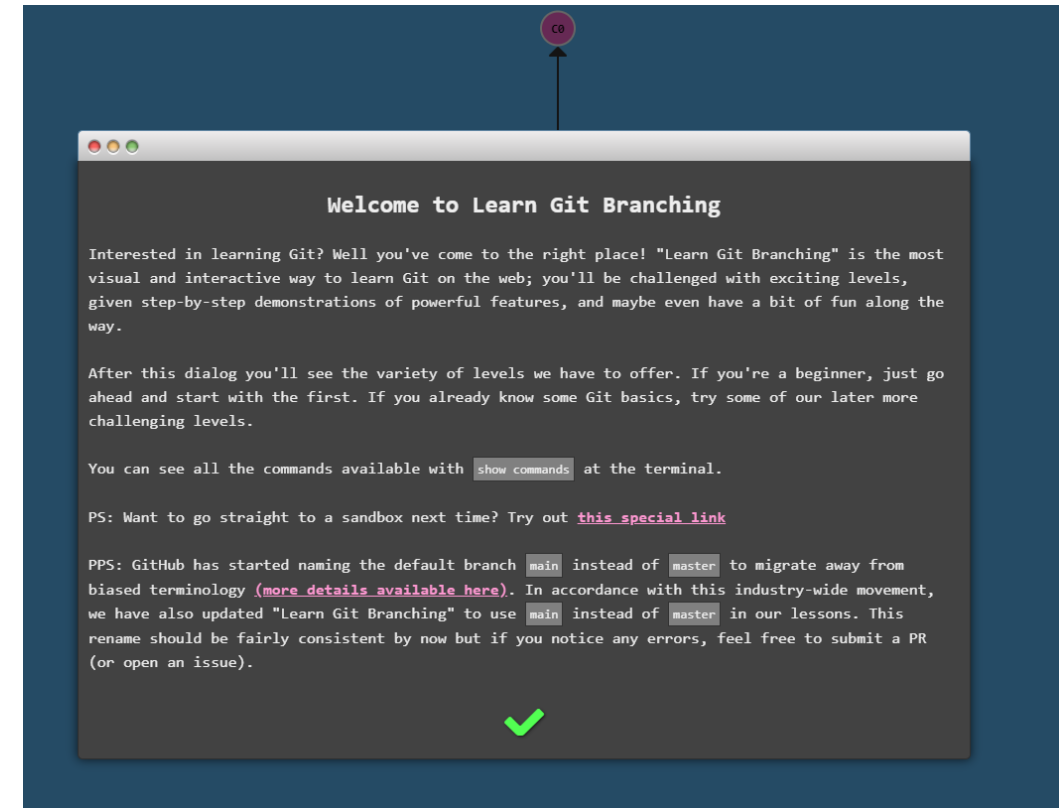 C0
Welcome to Learn Git Branching
Interested in learning Git? Well you've come to the right place! "Learn Git Branching" is the most
visual and interactive way to learn Git on the web; you'll be challenged with exciting levels,
given step-by-step demonstrations of powerful features, and maybe even have a bit of fun along the
way.
After this dialog you'll see the variety of levels we have to offer. If you're a beginner, just go
ahead and start with the first. If you already know some Git basics, try some of our later more
challenging levels.
You can see all the commands available with show commands at the terminal.
PS: Want to go straight to a sandbox next time? Try out this special link
PPS: GitHub has started naming the default branch main instead of master to migrate away from
biased terminology (more details available here). In accordance with this industry-wide movement,
we have also updated "Learn Git Branching" to use main instead of master in our lessons. This
rename should be fairly consistent by now but if you notice any errors, feel free to submit a PR
(or open an issue).